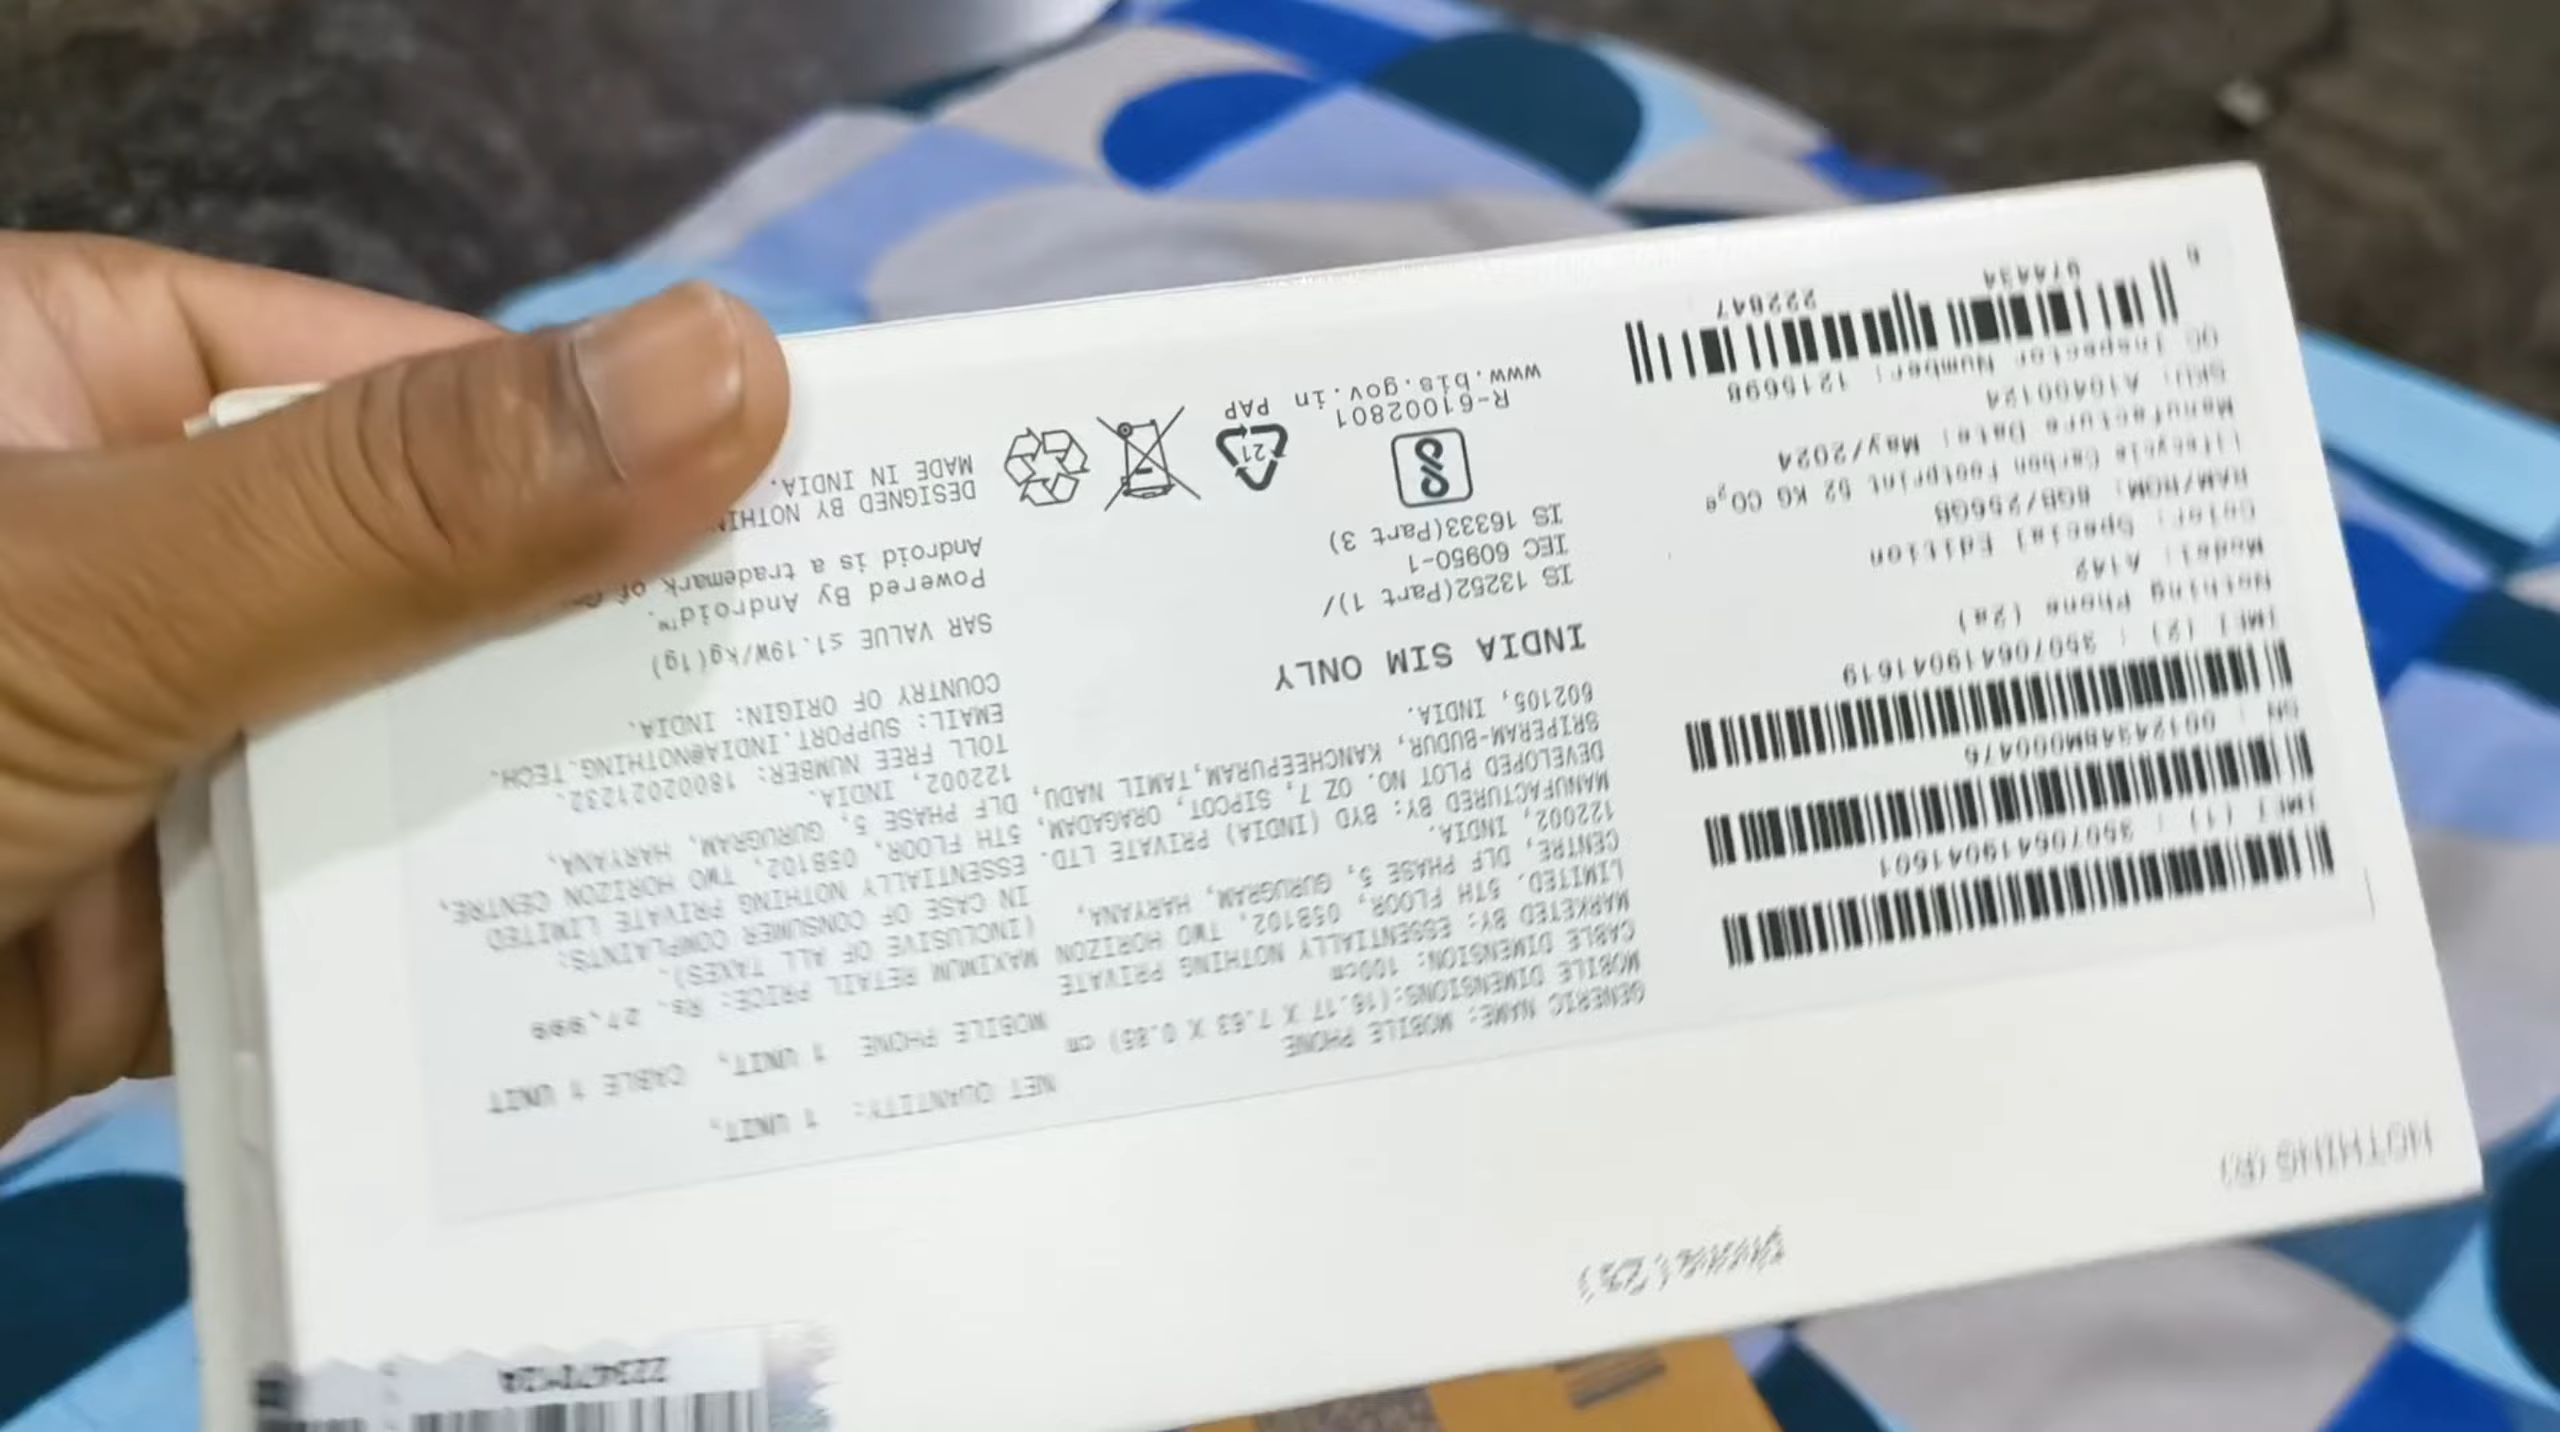 NOTHING (R)
NET QUANTITY: 1 UNIT,
MOBILE PHONE 1 UNIT, CABLE 1 UNIT
MAXIMUM RETAIL PRICE: Rs. 27,999
(INCLUSIVE OF ALL TAXES).
IN CASE OF CONSUMER COMPLAINTS:
ESSENTIALLY NOTHING PRIVATE LIMITED
5TH FLOOR, 05B102, TWO HORIZON CENTRE,
DLF PHASE 5, GURUGRAM, HARYANA,
122002, INDIA.
TOLL FREE NUMBER: 18002021232.
EMAIL: SUPPORT.INDIA@NOTHING.TECH.
COUNTRY OF ORIGIN: INDIA.
SAR VALUE ≤1.19W/kg(1g)
Powered By Android™.
Android is a trademark of
DESIGNED BY NOTHIN
MADE IN INDIA.
GENERIC NAME: MOBILE PHONE
MOBILE DIMENSIONS:(16.17 X 7.63 X 0.85) cm
CABLE DIMENSION: 100cm
MARKETED BY: ESSENTIALLY NOTHING PRIVATE
LIMITED. 5TH FLOOR, 05B102, TWO HORIZON
CENTRE, DLF PHASE 5, GURUGRAM, HARYANA,
122002, INDIA.
MANUFACTURED BY: BYD (INDIA) PRIVATE LTD.
DEVELOPED PLOT NO. OZ 7, SIPCOT, ORAGADAM,
SRIPERAM-BUDUR, KANCHEEPURAM, TAMIL NADU,
602105, INDIA.
INDIA SIM ONLY
IS 13252(Part 1)/
IEC 60950-1
IS 16333(Part 3)
R-61002801
www.bis.gov.in
21
PAP
IMEI (1) : 350706419041601
SN : 0012434BM000476
IMEI (2) : 350706419041619
Nothing Phone (2a)
Model: A142
Color: Special Edition
RAM/ROM: 8GB/256GB
Lifecycle Carbon Footprint 52 KG CO₂e
Manufacture Date: May/2024
SKU: A10400124
QC Inspector Number: 1215698
6 974434 222847